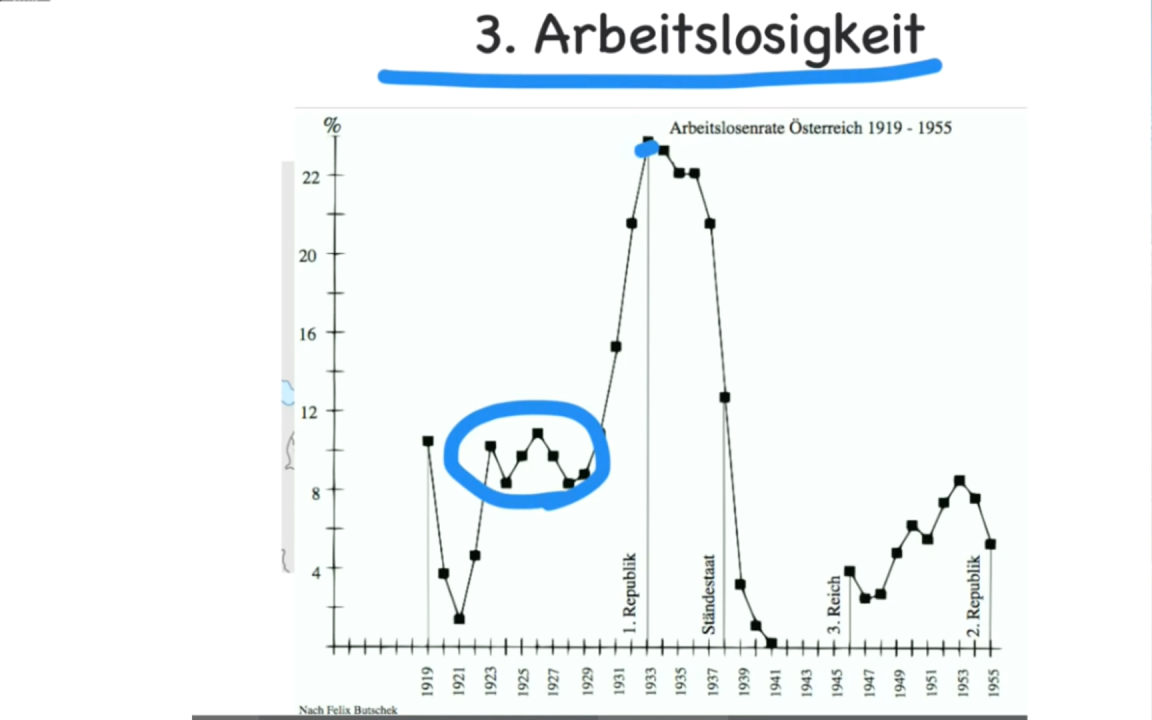 3. Arbeitslosigkeit
%
Arbeitslosenrate Österreich 1919 - 1955
22
20
16
12
8
4
1. Republik
Ständestaat
3. Reich
2. Republik
1919 1921 1923 1925 1927 1929 1931 1933 1935 1937 1939 1941 1943 1945 1947 1949 1951 1953 1955
Nach Felix Butschek